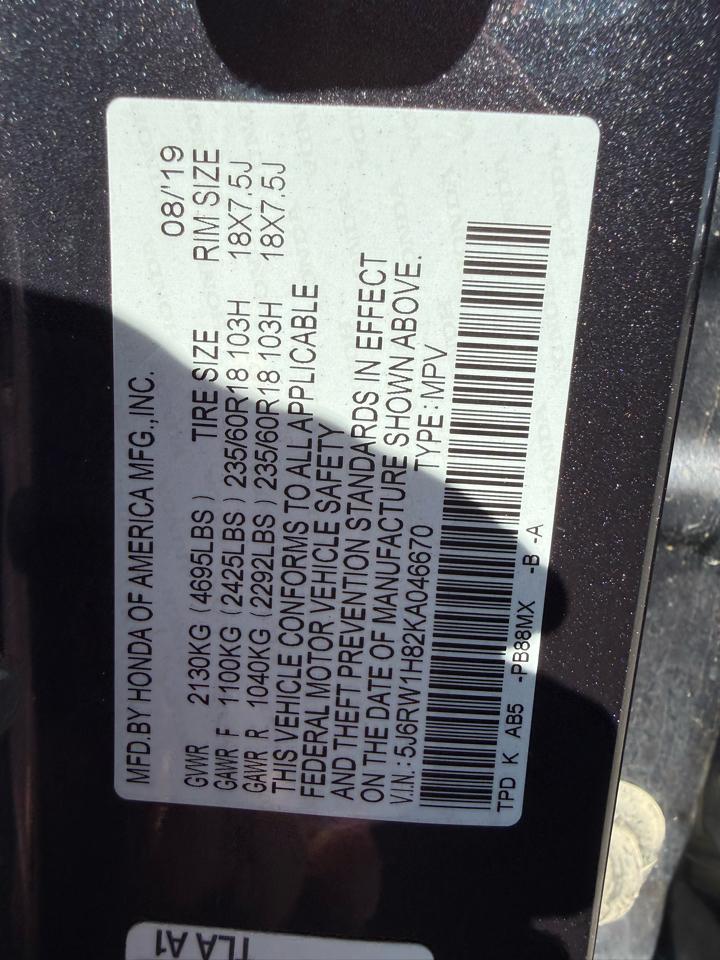 MFD.BY HONDA OF AMERICA MFG.,INC. 08/'19
GVWR 2130KG (4695LBS) TIRE SIZE RIM SIZE
GAWR F 1100KG (2425LBS) 235/60R18 103H 18X7.5J
GAWR R 1040KG (2292LBS) 235/60R18 103H 18X7.5J
THIS VEHICLE CONFORMS TO ALL APPLICABLE
FEDERAL MOTOR VEHICLE SAFETY
AND THEFT PREVENTION STANDARDS IN EFFECT
ON THE DATE OF MANUFACTURE SHOWN ABOVE.
V.I.N.: 5J6RW1H82KA046670 TYPE: MPV
TPD K AB5 -PB88MX -B -A
TLA A1